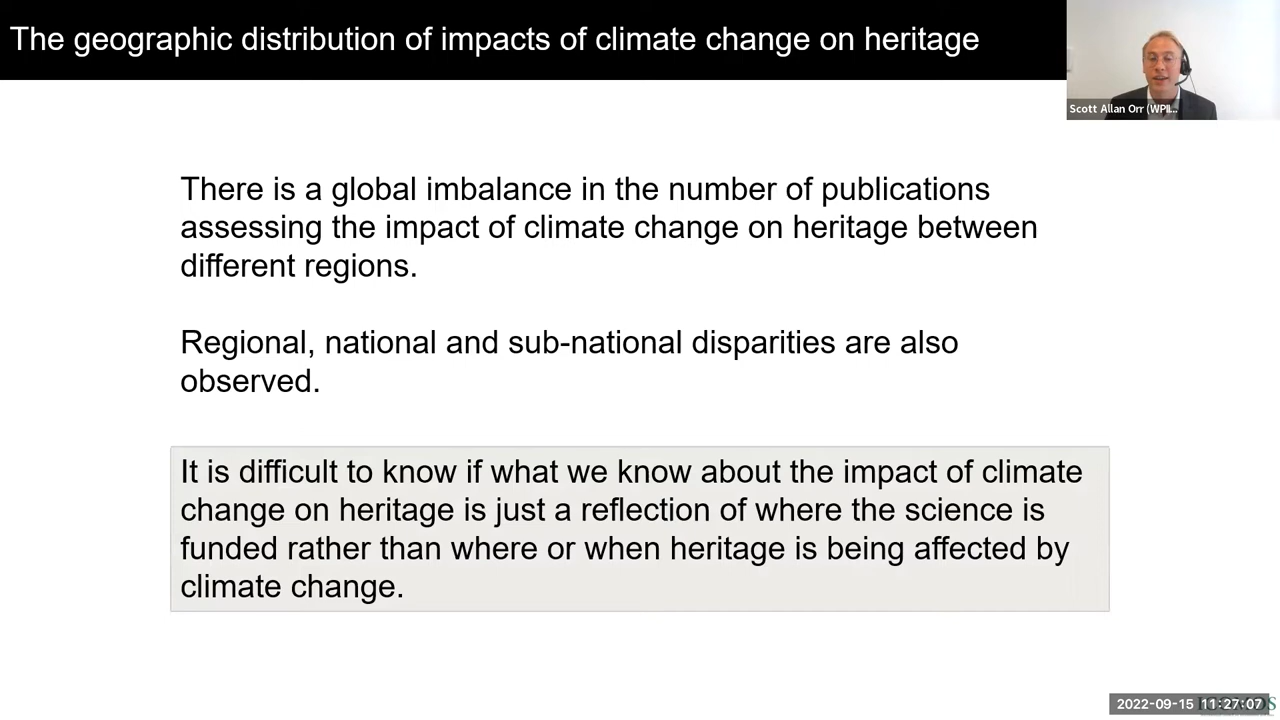 The geographic distribution of impacts of climate change on heritage
Scott Allan Orr (WPII...
There is a global imbalance in the number of publications
assessing the impact of climate change on heritage between
different regions.
Regional, national and sub-national disparities are also
observed.
It is difficult to know if what we know about the impact of climate
change on heritage is just a reflection of where the science is
funded rather than where or when heritage is being affected by
climate change.
2022-09-15 11:27:07